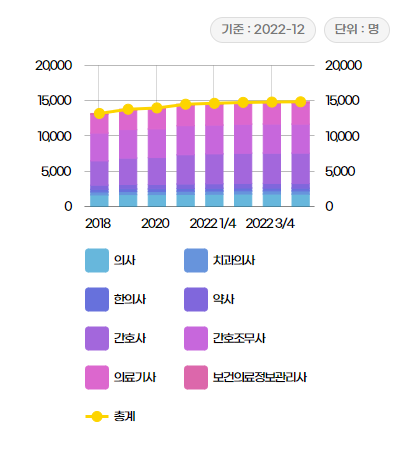 기준 : 2022-12 단위 : 명
20,000 20,000
15,000 15,000
10,000 10,000
5,000 5,000
0 0
2018 2020 2022 1/4 2022 3/4
의사 치과의사
한의사 약사
간호사 간호조무사
의료기사 보건의료정보관리사
총계